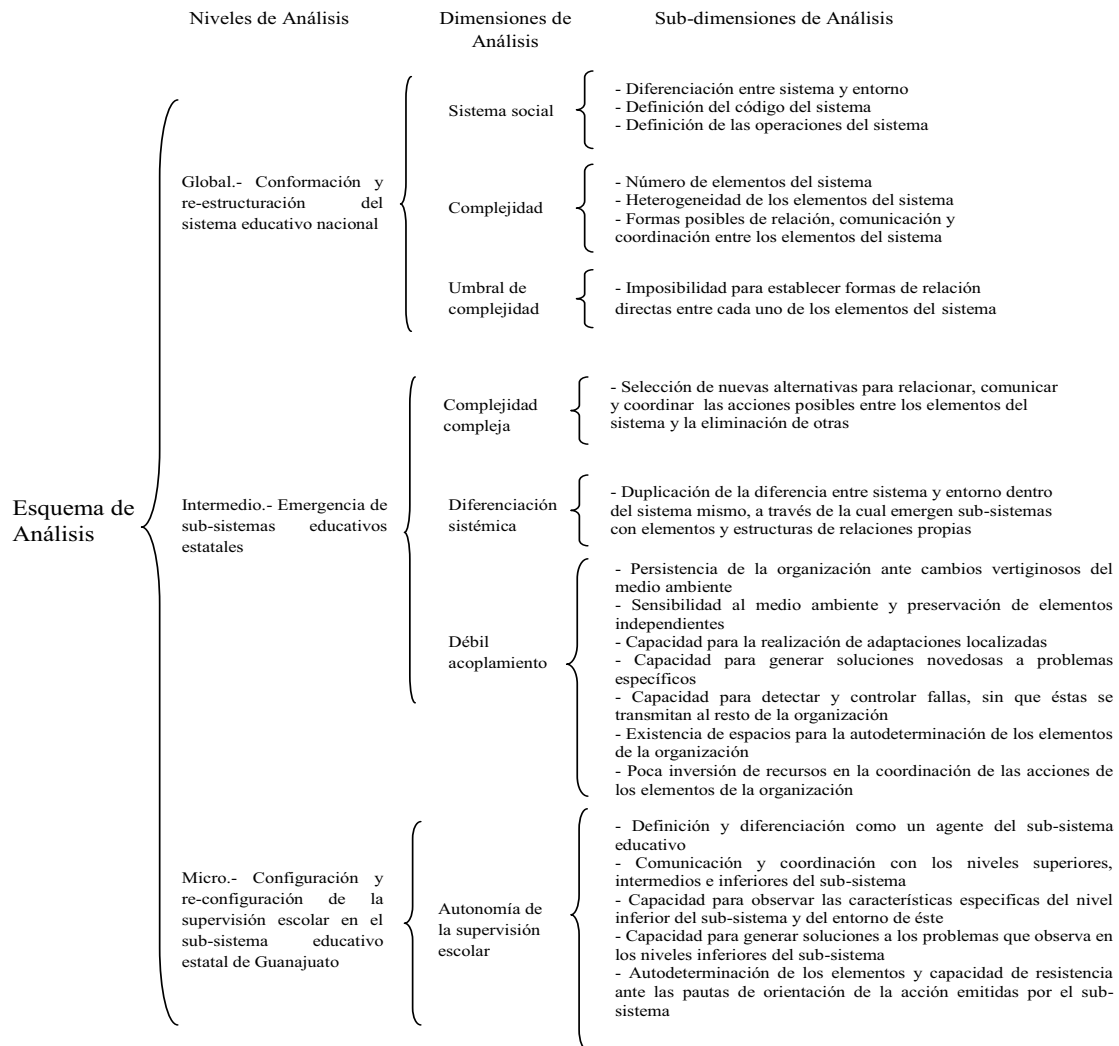 Niveles de Análisis
Dimensiones de
Análisis
Sub-dimensiones de Análisis
Esquema de
Análisis
Global.- Conformación y
re-estructuración del
sistema educativo nacional
Sistema social
- Diferenciación entre sistema y entorno
- Definición del código del sistema
- Definición de las operaciones del sistema
Complejidad
- Número de elementos del sistema
- Heterogeneidad de los elementos del sistema
- Formas posibles de relación, comunicación y
coordinación entre los elementos del sistema
Umbral de
complejidad
- Imposibilidad para establecer formas de relación
directas entre cada uno de los elementos del sistema
Intermedio.- Emergencia de
sub-sistemas educativos
estatales
Complejidad
compleja
- Selección de nuevas alternativas para relacionar, comunicar
y coordinar las acciones posibles entre los elementos del
sistema y la eliminación de otras
Diferenciación
sistémica
- Duplicación de la diferencia entre sistema y entorno dentro
del sistema mismo, a través de la cual emergen sub-sistemas
con elementos y estructuras de relaciones propias
Débil
acoplamiento
- Persistencia de la organización ante cambios vertiginosos del
medio ambiente
- Sensibilidad al medio ambiente y preservación de elementos
independientes
- Capacidad para la realización de adaptaciones localizadas
- Capacidad para generar soluciones novedosas a problemas
específicos
- Capacidad para detectar y controlar fallas, sin que éstas se
transmitan al resto de la organización
- Existencia de espacios para la autodeterminación de los elementos
de la organización
- Poca inversión de recursos en la coordinación de las acciones de
los elementos de la organización
Micro.- Configuración y
re-configuración de la
supervisión escolar en el
sub-sistema educativo
estatal de Guanajuato
Autonomía de
la supervisión
escolar
- Definición y diferenciación como un agente del sub-sistema
educativo
- Comunicación y coordinación con los niveles superiores,
intermedios e inferiores del sub-sistema
- Capacidad para observar las características especificas del nivel
inferior del sub-sistema y del entorno de éste
- Capacidad para generar soluciones a los problemas que observa en
los niveles inferiores del sub-sistema
- Autodeterminación de los elementos y capacidad de resistencia
ante las pautas de orientación de la acción emitidas por el sub-
sistema